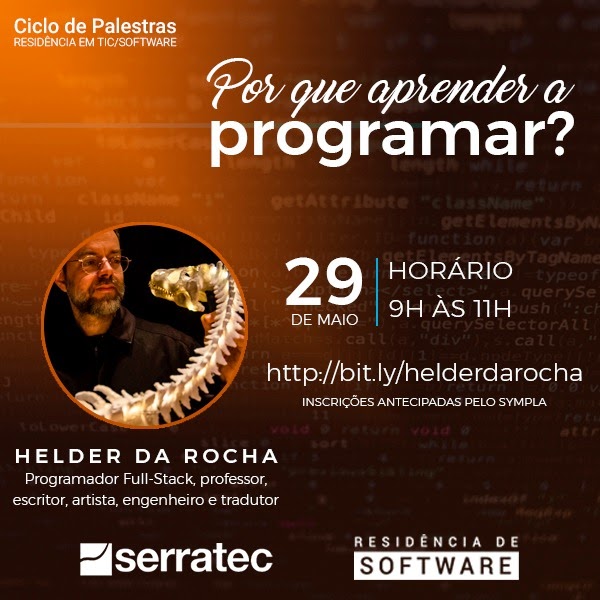 Ciclo de Palestras
RESIDÊNCIA EM TIC/SOFTWARE
Por que aprender a
programar?
29
DE MAIO
HORÁRIO
9H ÀS 11H
http://bit.ly/helderdarocha
INSCRIÇÕES ANTECIPADAS PELO SYMPLA
HELDER DA ROCHA
Programador Full-Stack, professor,
escritor, artista, engenheiro e tradutor
serratec
RESIDÊNCIA DE
SOFTWARE